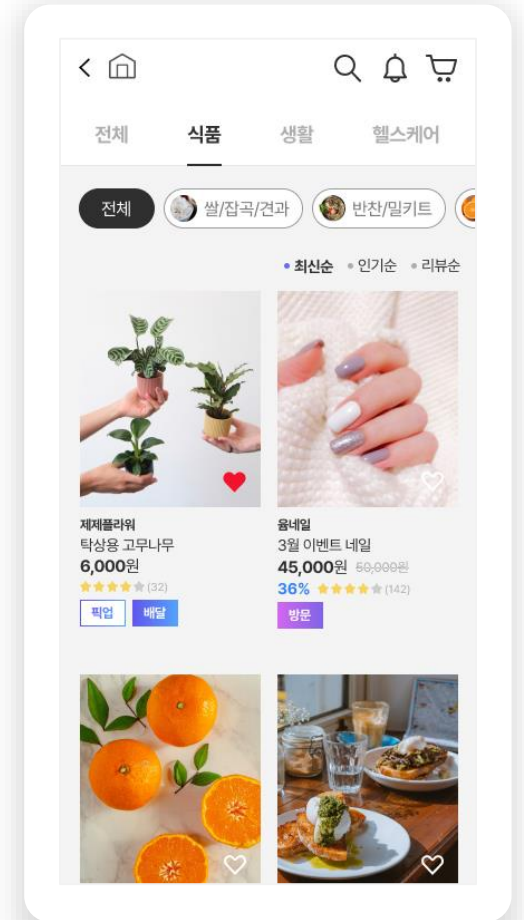 전체 식품 생활 헬스케어
전체 쌀/잡곡/견과 반찬/밀키트
최신순 인기순 리뷰순
제제플라워
탁상용 고무나무
6,000원
(32)
픽업 배달
윰네일
3월 이벤트 네일
45,000원 50,000원
36% (142)
방문